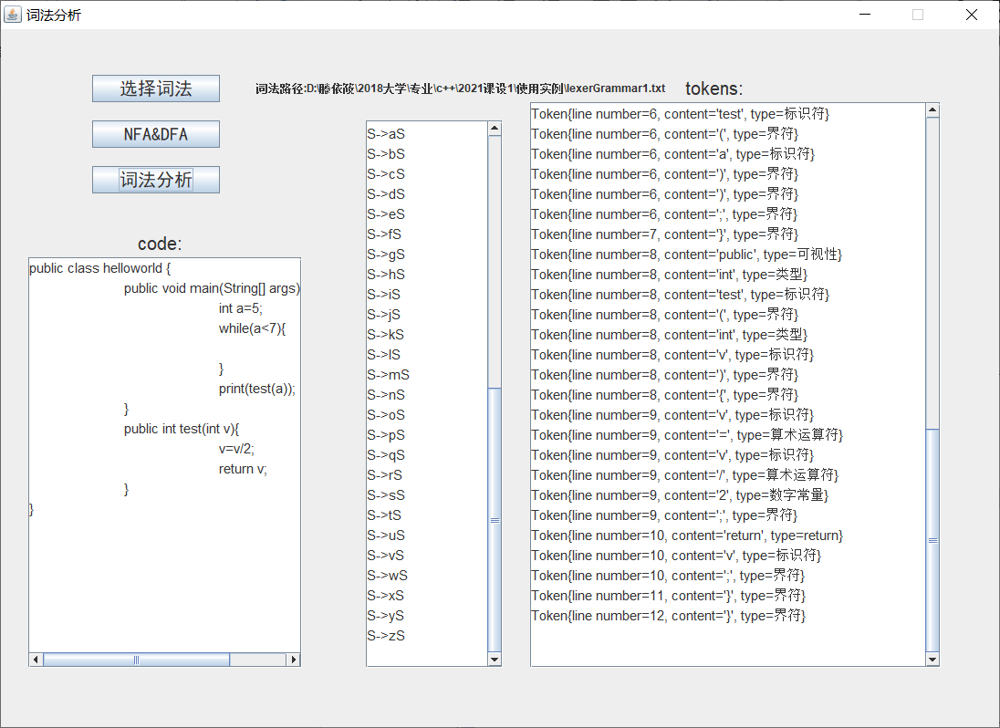 词法分析
选择词法
词法路径:D:\滕依筱\2018大学\专业\c++\2021课设1\使用实例\lexerGrammar1.txt
tokens:
NFA&DFA
词法分析
code:
public class helloworld {
public void main(String[] args)
int a=5;
while(a<7){
}
print(test(a));
}
public int test(int v){
v=v/2;
return v;
}
}
S->aS
S->bS
S->cS
S->dS
S->eS
S->fS
S->gS
S->hS
S->iS
S->jS
S->kS
S->lS
S->mS
S->nS
S->oS
S->pS
S->qS
S->rS
S->sS
S->tS
S->uS
S->vS
S->wS
S->xS
S->yS
S->zS
Token{line number=6, content='test', type=标识符}
Token{line number=6, content='(', type=界符}
Token{line number=6, content='a', type=标识符}
Token{line number=6, content=')', type=界符}
Token{line number=6, content=')', type=界符}
Token{line number=6, content=';', type=界符}
Token{line number=7, content='}', type=界符}
Token{line number=8, content='public', type=可视性}
Token{line number=8, content='int', type=类型}
Token{line number=8, content='test', type=标识符}
Token{line number=8, content='(', type=界符}
Token{line number=8, content='int', type=类型}
Token{line number=8, content='v', type=标识符}
Token{line number=8, content=')', type=界符}
Token{line number=8, content='{', type=界符}
Token{line number=9, content='v', type=标识符}
Token{line number=9, content='=', type=算术运算符}
Token{line number=9, content='v', type=标识符}
Token{line number=9, content='/', type=算术运算符}
Token{line number=9, content='2', type=数字常量}
Token{line number=9, content=';', type=界符}
Token{line number=10, content='return', type=return}
Token{line number=10, content='v', type=标识符}
Token{line number=10, content=';', type=界符}
Token{line number=11, content='}', type=界符}
Token{line number=12, content='}', type=界符}